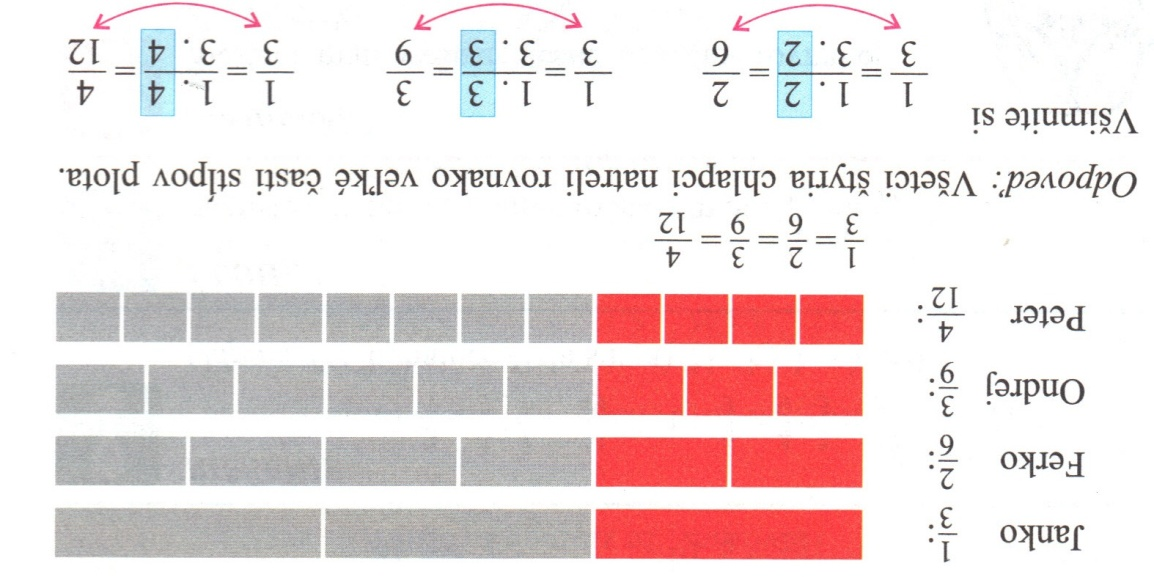 Janko 1/3:
Ferko 2/6:
Ondrej 3/9:
Peter 4/12:
1/3 = 2/6 = 3/9 = 4/12
Odpoveď: Všetci štyria chlapci natreli rovnako veľké časti stĺpov plota.
Všimnite si
1/3 = 1 . 2/3 . 2 = 2/6 1/3 = 1 . 3/3 . 3 = 3/9 1/3 = 1 . 4/3 . 4 = 4/12